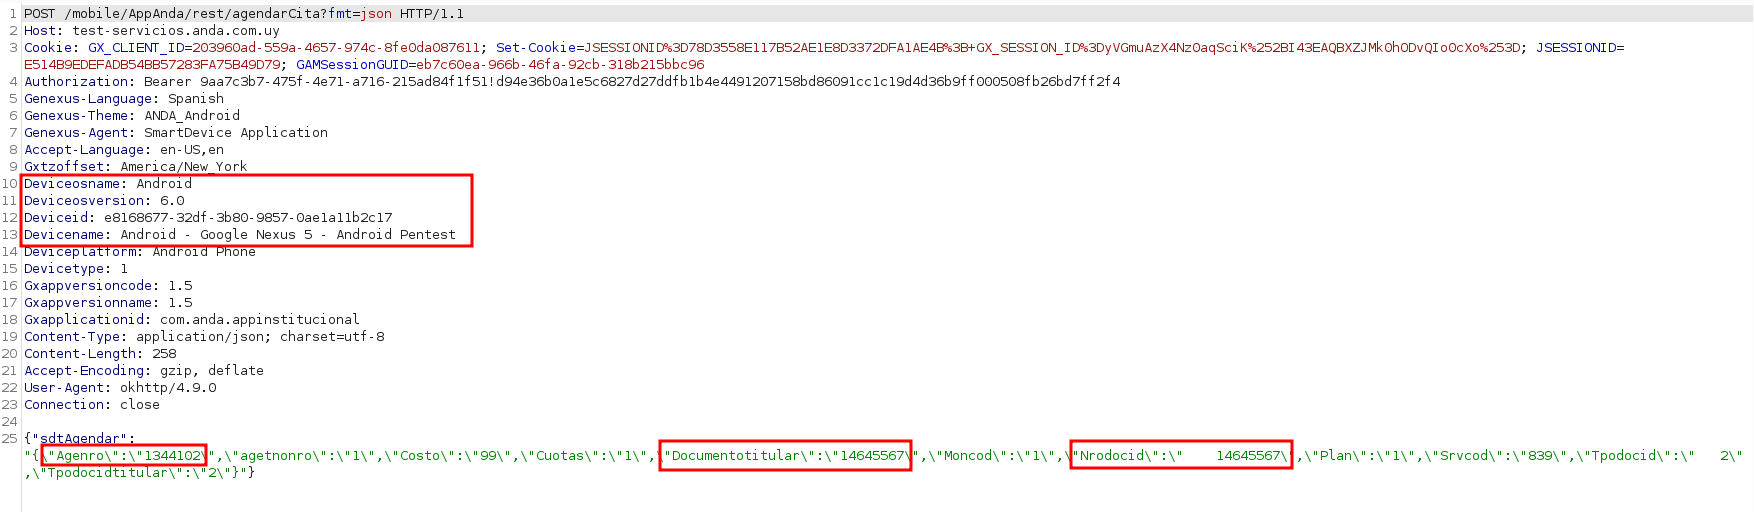 1 POST /mobile/AppAnda/rest/agendarCita?fmt=json HTTP/1.1
2 Host: test-servicios.anda.com.uy
3 Cookie: GX_CLIENT_ID=203960ad-559a-4657-974c-8fe0da087611; Set-Cookie=JSESSIONID%3D78D3558E117B52AE1E8D3372DFA1AE4B%3B+GX_SESSION_ID%3DyVGmuAzX4Nz0aqSciK%252BI43EAQBXZJMk0hODvQIo0cXo%253D; JSESSIONID=
E514B9EDEFADB54BB57283FA75B49D79; GAMSessionGUID=eb7c60ea-966b-46fa-92cb-318b215bbc96
4 Authorization: Bearer 9aa7c3b7-475f-4e71-a716-215ad84f1f51!d94e36b0a1e5c6827d27ddfb1b4e4491207158bd86091cc1c19d4d36b9ff000508fb26bd7ff2f4
5 Genexus-Language: Spanish
6 Genexus-Theme: ANDA_Android
7 Genexus-Agent: SmartDevice Application
8 Accept-Language: en-US,en
9 Gxtzoffset: America/New_York
10 Deviceosname: Android
11 Deviceosversion: 6.0
12 Deviceid: e8168677-32df-3b80-9857-0ae1a11b2c17
13 Devicename: Android - Google Nexus 5 - Android Pentest
14 Deviceplatform: Android Phone
15 Devicetype: 1
16 Gxappversioncode: 1.5
17 Gxappversionname: 1.5
18 Gxapplicationid: com.anda.appinstitucional
19 Content-Type: application/json; charset=utf-8
20 Content-Length: 258
21 Accept-Encoding: gzip, deflate
22 User-Agent: okhttp/4.9.0
23 Connection: close
24
25 {"sdtAgendar":
"{\"Agenro\":\"1344102\",\"agetnonro\":\"1\",\"Costo\":\"99\",\"Cuotas\":\"1\",\"Documentotitular\":\"14645567\",\"Moncod\":\"1\",\"Nrodocid\":\"    14645567\",\"Plan\":\"1\",\"Srvcod\":\"839\",\"Tpodocid\":\"   2\"
,\"Tpodocidtitular\":\"2\"}"}